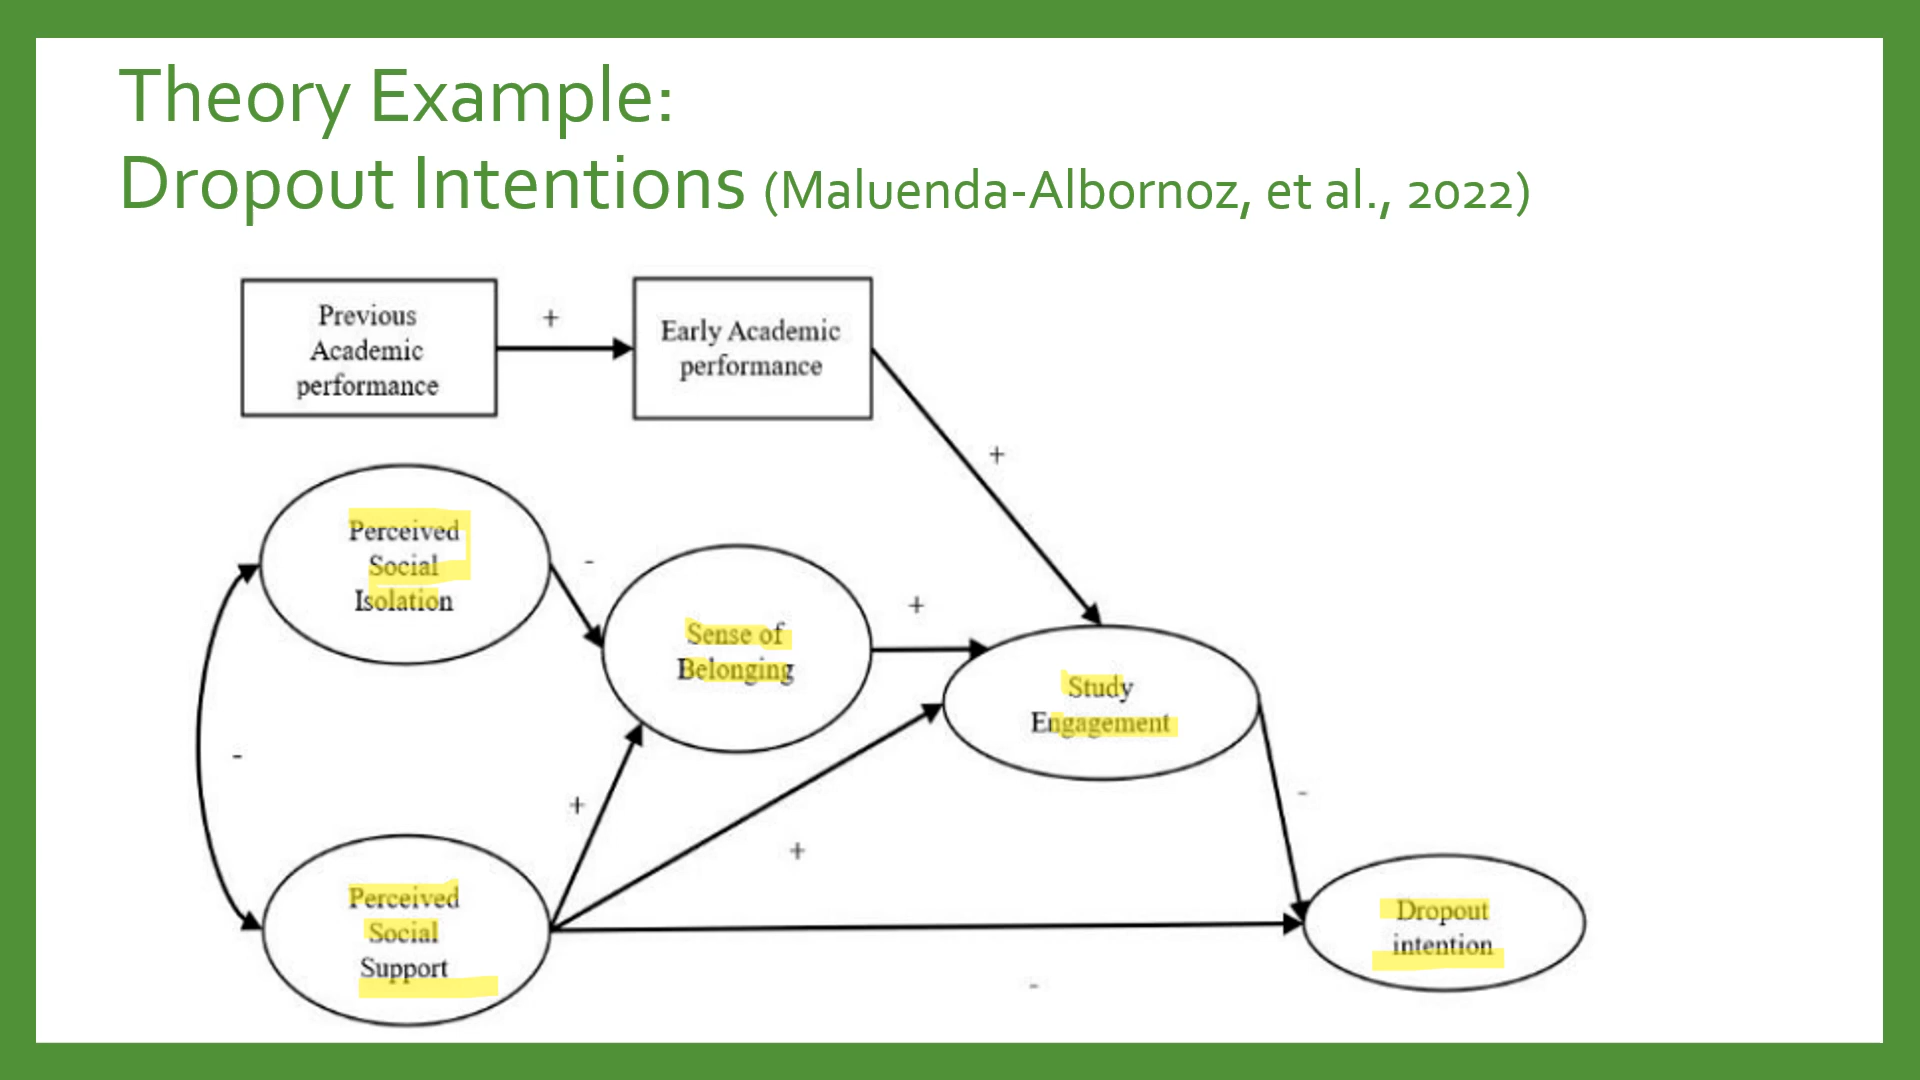 Theory Example:
Dropout Intentions (Maluenda-Albornoz, et al., 2022)
Previous
Academic
performance
+
Early Academic
performance
+
Perceived
Social
Isolation
-
Sense of
Belonging
+
Study
Engagement
-
-
+
+
Perceived
Social
Support
-
Dropout
intention